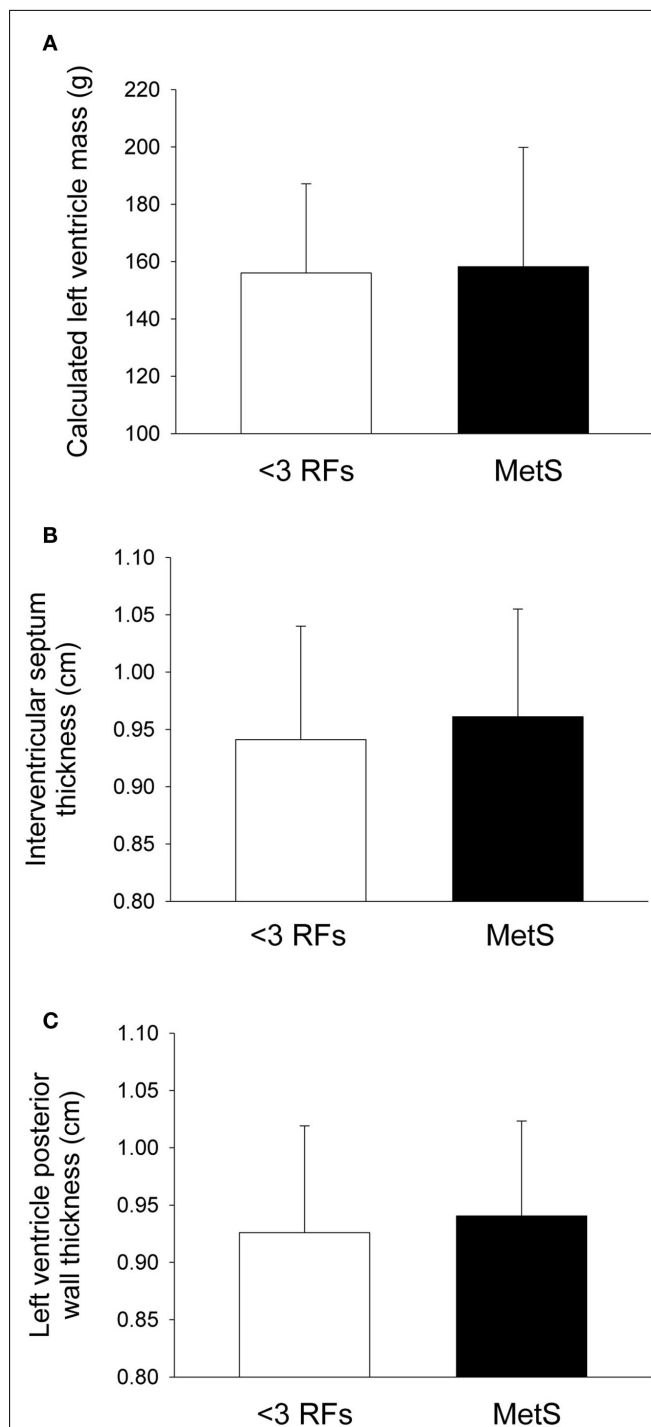 A
Calculated left ventricle mass (g)
220
200
180
160
140
120
100
<3 RFs MetS
B
Interventricular septum
thickness (cm)
1.10
1.05
1.00
0.95
0.90
0.85
0.80
<3 RFs MetS
C
Left ventricle posterior
wall thickness (cm)
1.10
1.05
1.00
0.95
0.90
0.85
0.80
<3 RFs MetS